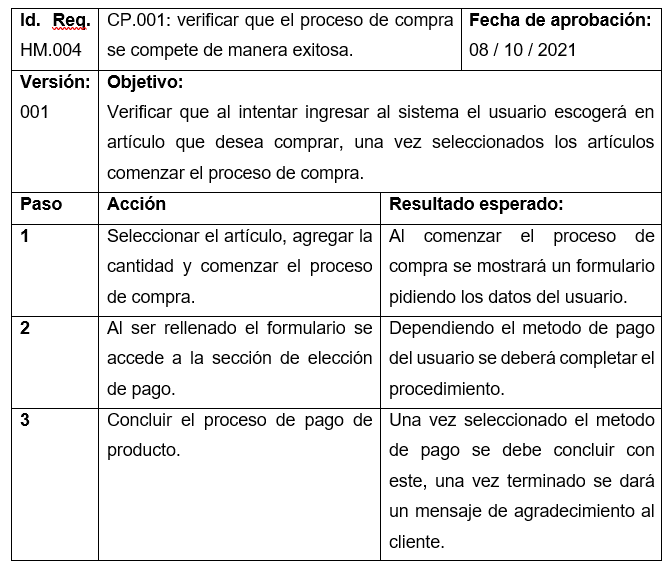 Id. Req. CP.001: verificar que el proceso de compra Fecha de aprobación:
HM.004 se compete de manera exitosa. 08 / 10 / 2021
Versión: Objetivo:
001 Verificar que al intentar ingresar al sistema el usuario escogerá en
artículo que desea comprar, una vez seleccionados los artículos
comenzar el proceso de compra.
Paso Acción Resultado esperado:
1 Seleccionar el artículo, agregar la Al comenzar el proceso de
cantidad y comenzar el proceso compra se mostrará un formulario
de compra. pidiendo los datos del usuario.
2 Al ser rellenado el formulario se Dependiendo el metodo de pago
accede a la sección de elección del usuario se deberá completar el
de pago. procedimiento.
3 Concluir el proceso de pago de Una vez seleccionado el metodo
producto. de pago se debe concluir con
este, una vez terminado se dará
un mensaje de agradecimiento al
cliente.